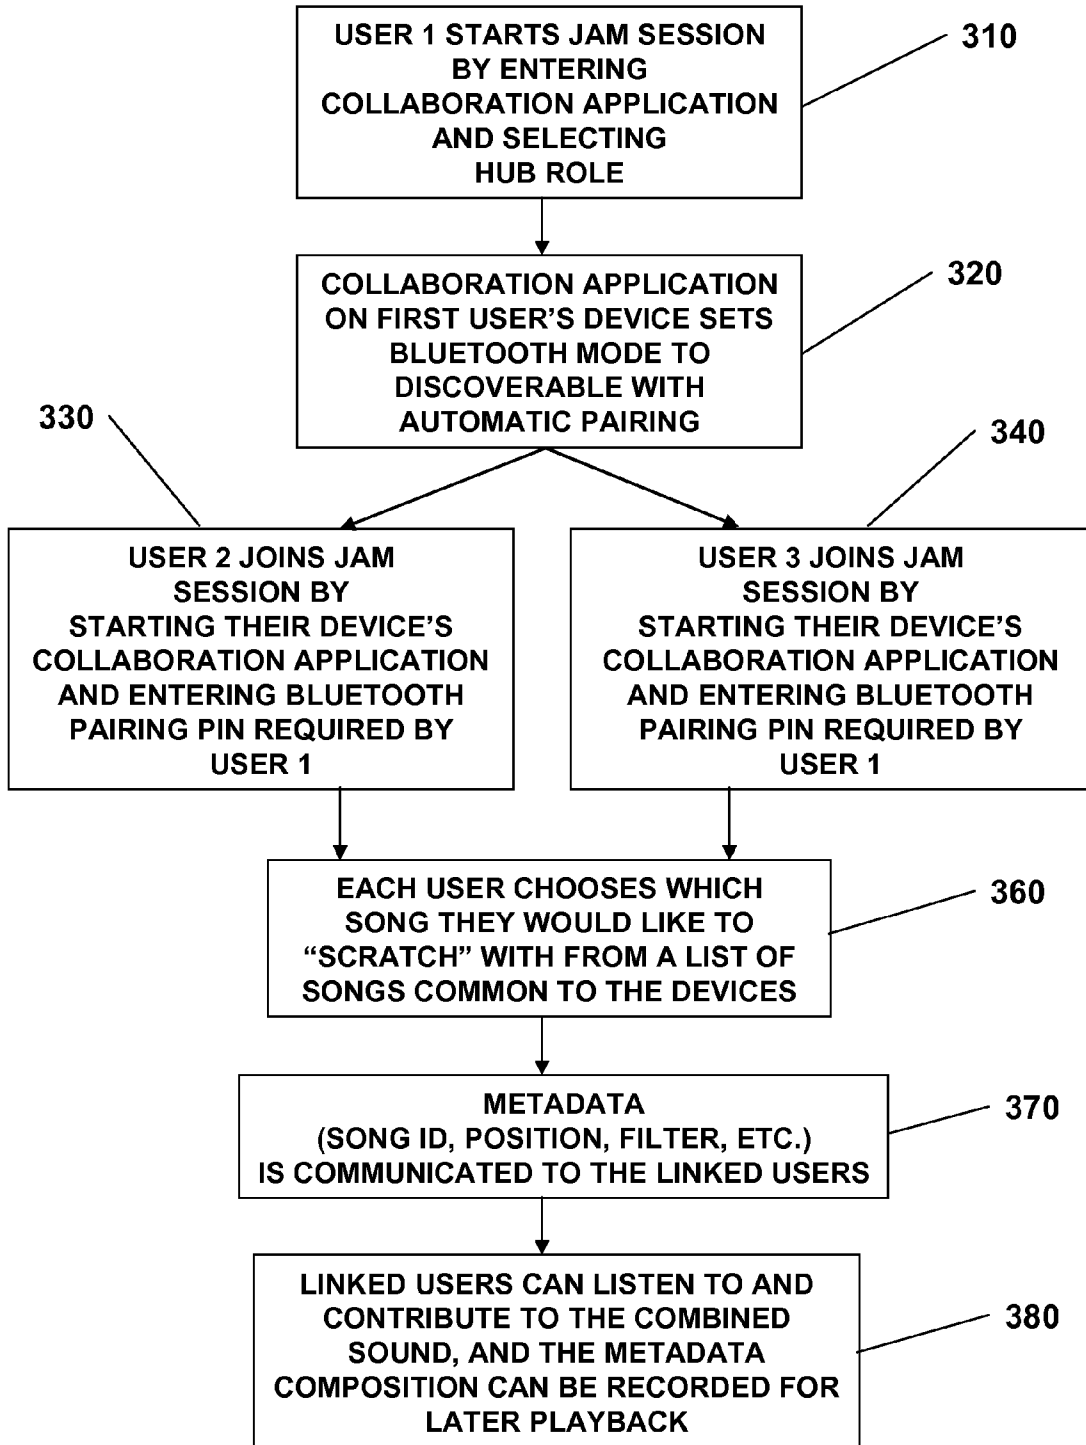 USER 1 STARTS JAM SESSION
BY ENTERING
COLLABORATION APPLICATION
AND SELECTING
HUB ROLE
310
COLLABORATION APPLICATION
ON FIRST USER'S DEVICE SETS
BLUETOOTH MODE TO
DISCOVERABLE WITH
AUTOMATIC PAIRING
320
330
USER 2 JOINS JAM
SESSION BY
STARTING THEIR DEVICE'S
COLLABORATION APPLICATION
AND ENTERING BLUETOOTH
PAIRING PIN REQUIRED BY
USER 1
340
USER 3 JOINS JAM
SESSION BY
STARTING THEIR DEVICE'S
COLLABORATION APPLICATION
AND ENTERING BLUETOOTH
PAIRING PIN REQUIRED BY
USER 1
EACH USER CHOOSES WHICH
SONG THEY WOULD LIKE TO
“SCRATCH” WITH FROM A LIST OF
SONGS COMMON TO THE DEVICES
360
METADATA
(SONG ID, POSITION, FILTER, ETC.)
IS COMMUNICATED TO THE LINKED USERS
370
LINKED USERS CAN LISTEN TO AND
CONTRIBUTE TO THE COMBINED
SOUND, AND THE METADATA
COMPOSITION CAN BE RECORDED FOR
LATER PLAYBACK
380